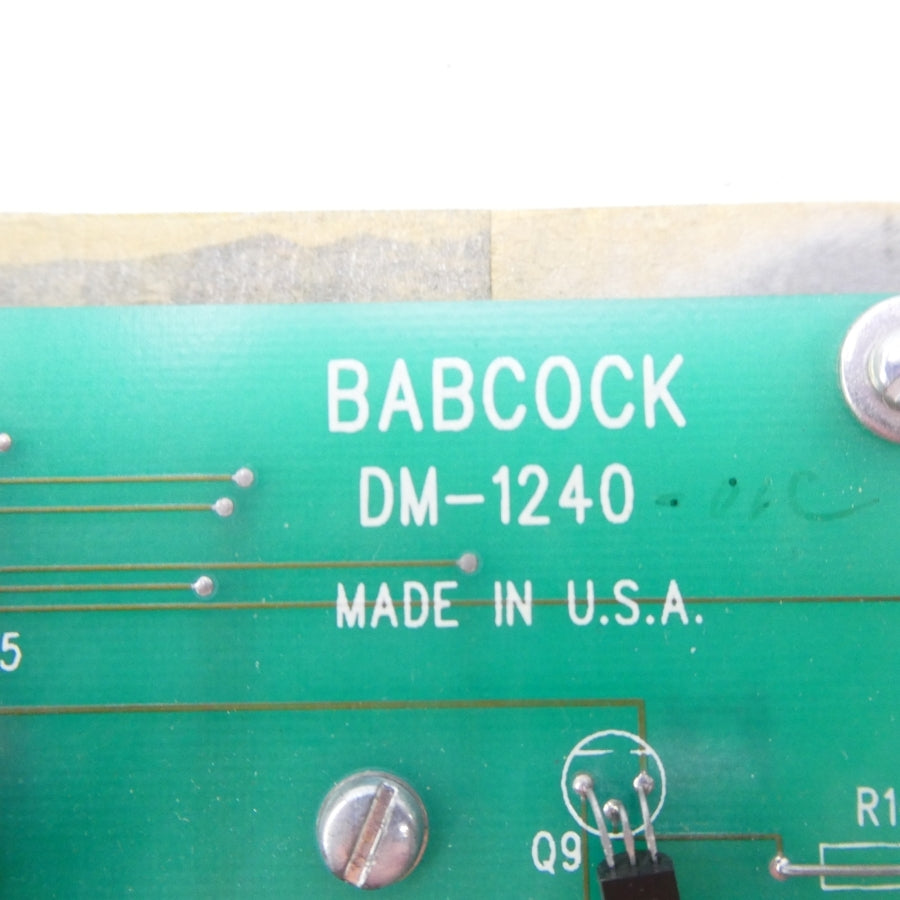 BABCOCK
DM-1240
MADE IN U.S.A.
5
Q9
R1